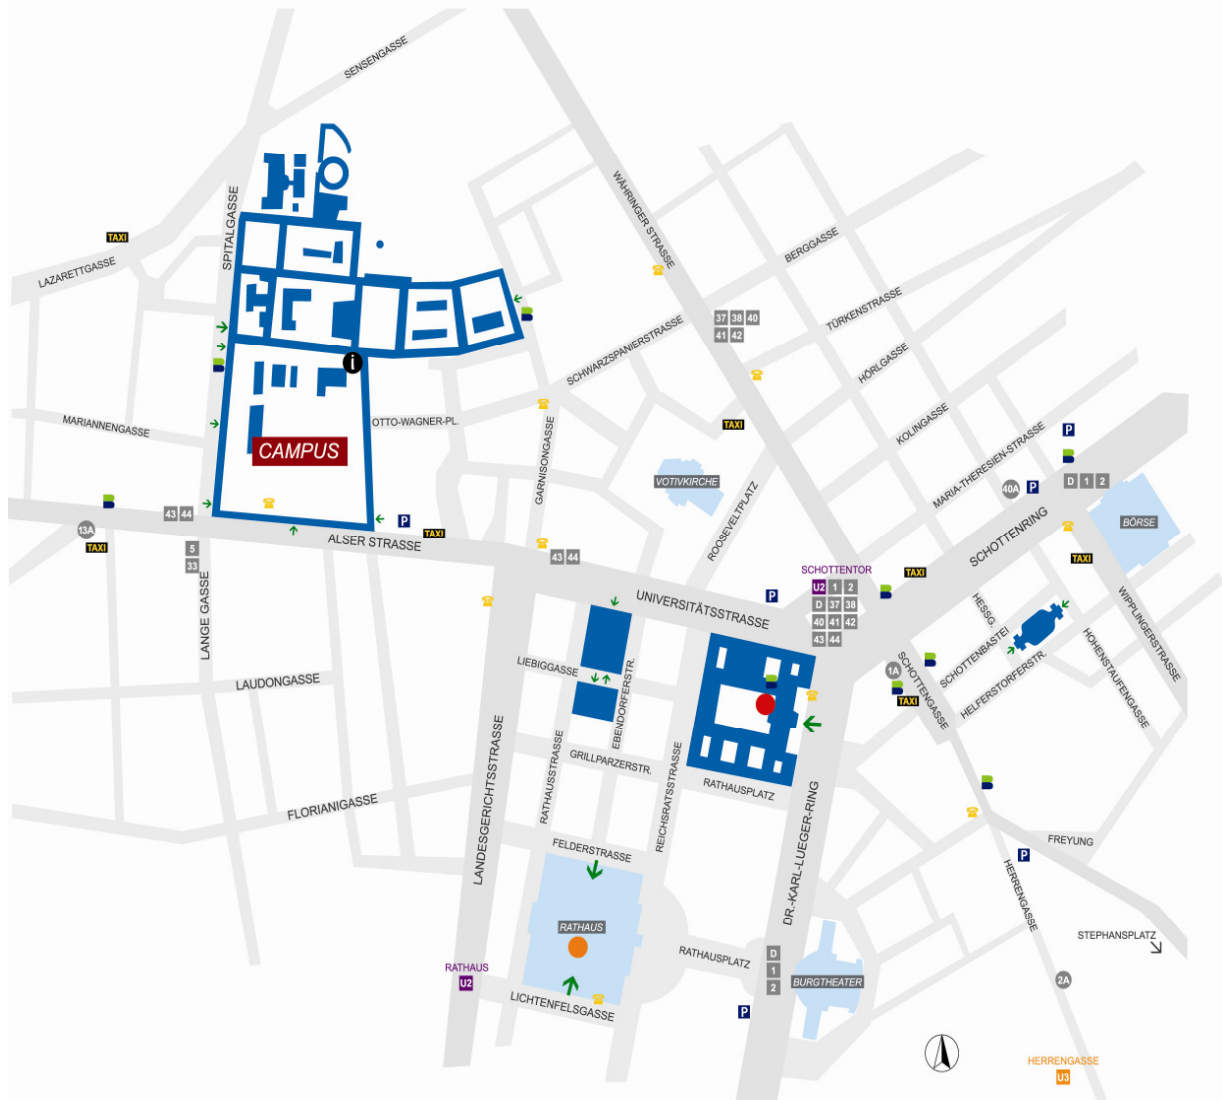 SENSENGASSE
WÄHRINGER STRASSE
SPITALGASSE
TAXI
BERGGASSE
LAZARETTGASSE
TÜRKENSTRASSE
37 38 40
41 42
SCHWARZSPANIERSTRASSE
HÖRLGASSE
i
MARIANNENGASSE
OTTO-WAGNER-PL.
KOLINGASSE
TAXI
P
CAMPUS
GARNISONGASSE
MARIA-THERESIEN-STRASSE
VOTIVKIRCHE
ROOSEVELTPLATZ
40A
P
D 1 2
43 44
P
13A
TAXI
TAXI
ALSER STRASSE
SCHOTTENRING
BÖRSE
5
33
43 44
TAXI
SCHOTTENTOR
U2 1 2
D 37 38
40 41 42
43 44
TAXI
P
UNIVERSITÄTSSTRASSE
HESSG.
WIPPLINGERSTRASSE
LANGE GASSE
LIEBIGGASSE
EBENDORFERSTR.
SCHOTTENBASTEI
HOHENSTAUFENGASSE
1A
SCHOTTENGASSE
HELFERSTORFERSTR.
TAXI
LAUDONGASSE
GRILLPARZERSTR.
RATHAUSSTRASSE
REICHSRATSSTRASSE
RATHAUSPLATZ
LANDESGERICHTSSTRASSE
FLORIANIGASSE
FELDERSTRASSE
DR.-KARL-LUEGER-RING
FREYUNG
P
HERRENGASSE
RATHAUS
STEPHANSPLATZ
RATHAUSPLATZ
D
1
2
RATHAUS
U2
BURGTHEATER
2A
LICHTENFELSGASSE
P
HERRENGASSE
U3